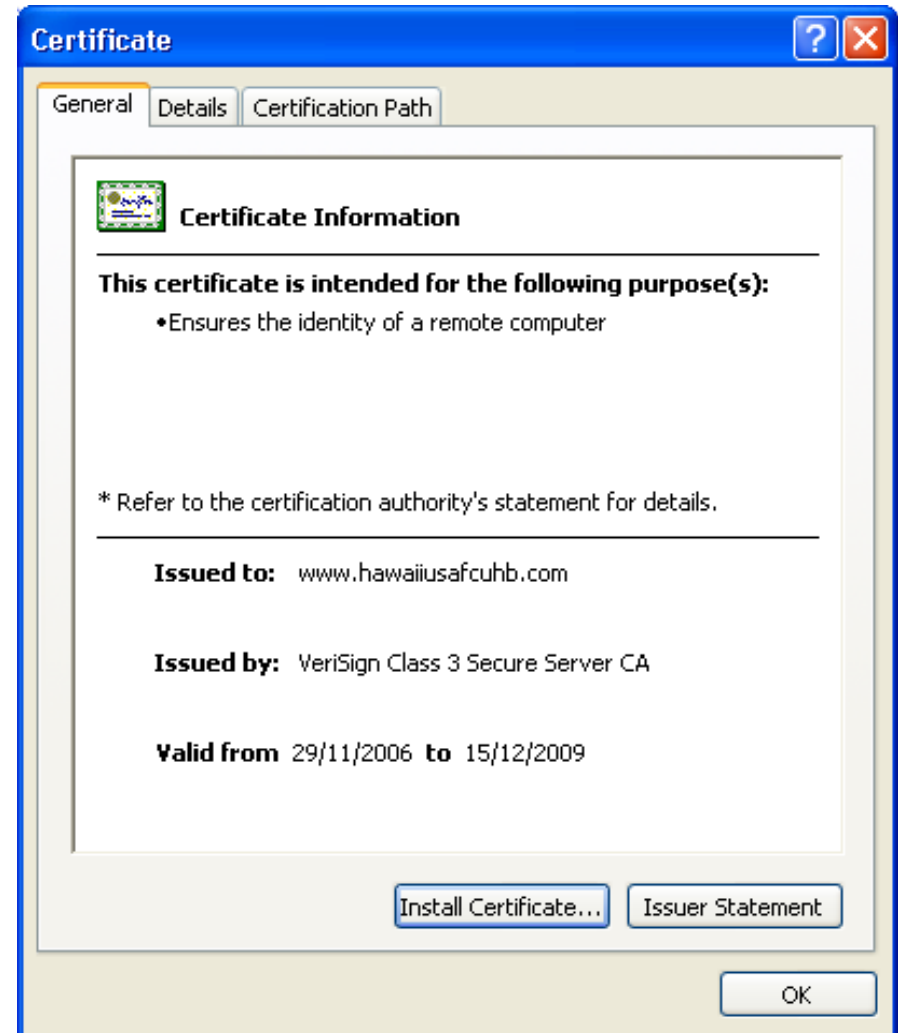 Certificate
General Details Certification Path
Certificate Information
This certificate is intended for the following purpose(s):
•Ensures the identity of a remote computer
* Refer to the certification authority's statement for details.
Issued to: www.hawaiiusafcuhb.com
Issued by: VeriSign Class 3 Secure Server CA
Valid from 29/11/2006 to 15/12/2009
Install Certificate... Issuer Statement
OK